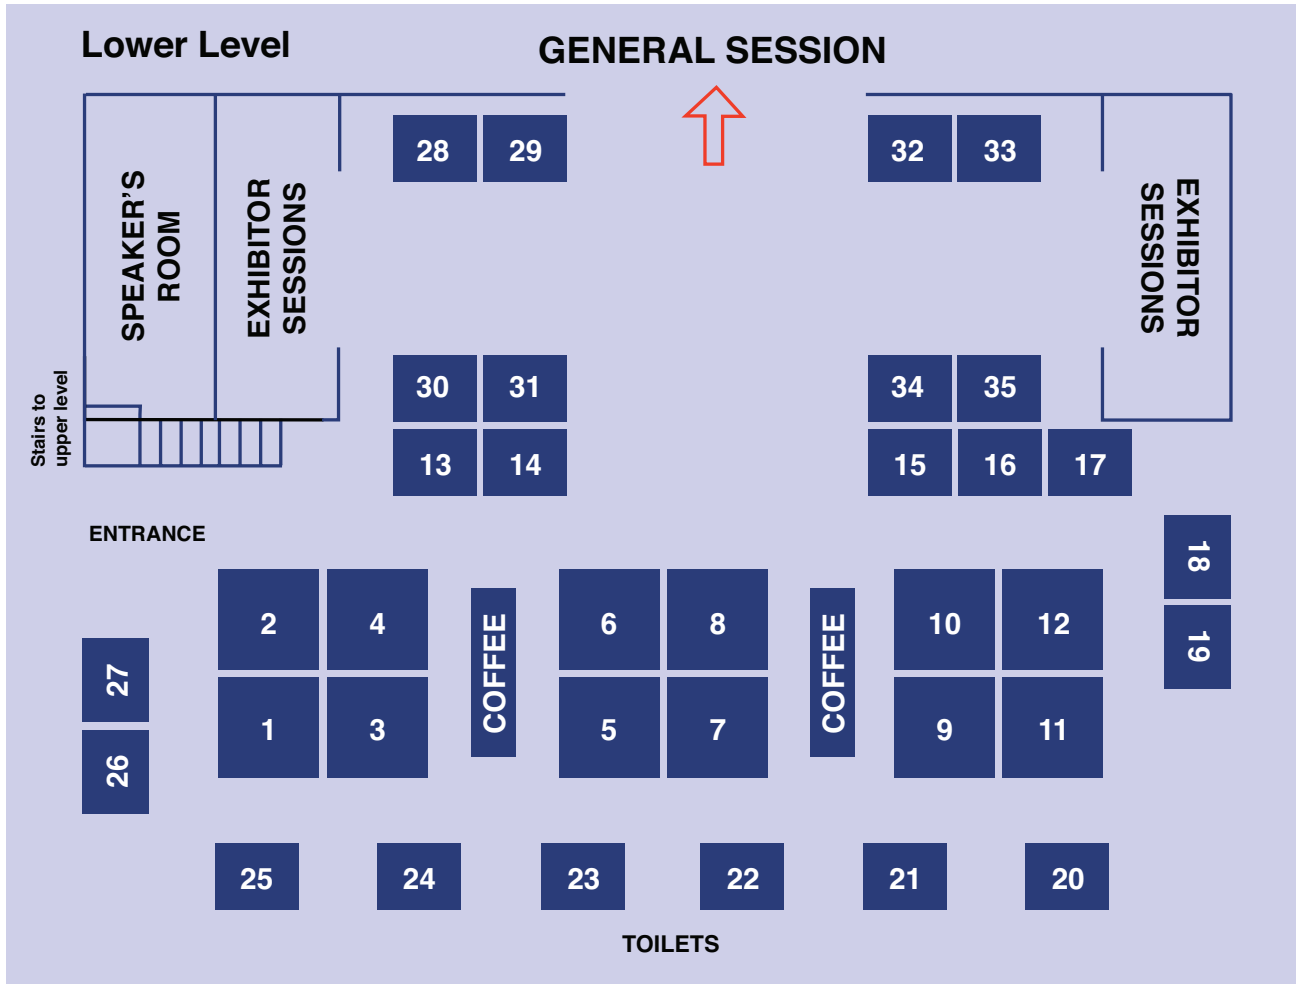 Lower Level
GENERAL SESSION
28 29
32 33
SPEAKER'S
ROOM
EXHIBITOR
SESSIONS
EXHIBITOR
SESSIONS
30 31
34 35
Stairs to
upper level
13 14
15 16 17
ENTRANCE
18
19
2 4
COFFEE
6 8
COFFEE
10 12
27
26
1 3
5 7
9 11
25 24 23 22 21 20
TOILETS